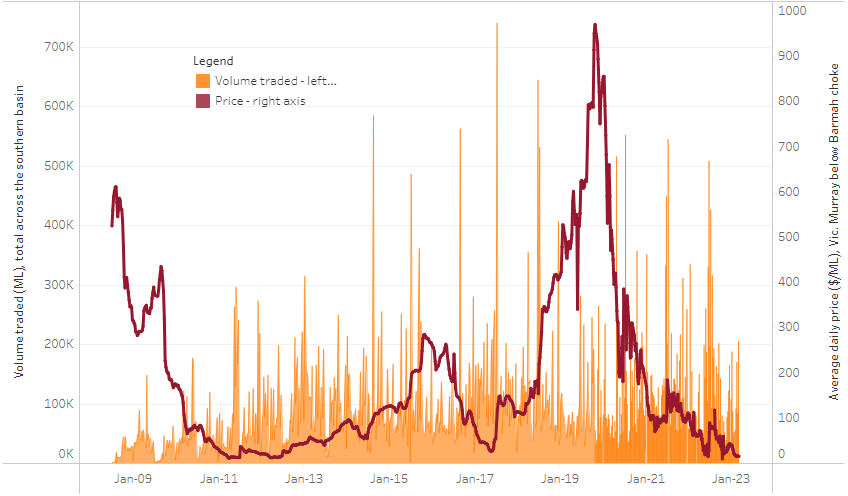 Legend
Volume traded - left...
Price - right axis
Volume traded (ML), total across the southern basin
700K
600K
500K
400K
300K
200K
100K
0K
1000
900
800
700
600
500
400
300
200
100
0
Average daily price ($/ML), Vic. Murray below Barmah choke
Jan-09
Jan-11
Jan-13
Jan-15
Jan-17
Jan-19
Jan-21
Jan-23